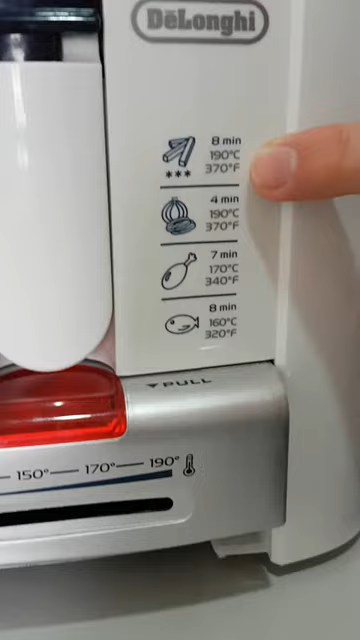 DeLonghi
8 min
190°C
370°F
***
4 min
190°C
370°F
7 min
170°C
340°F
8 min
160°C
320°F
▼PULL
150° 170° 190°